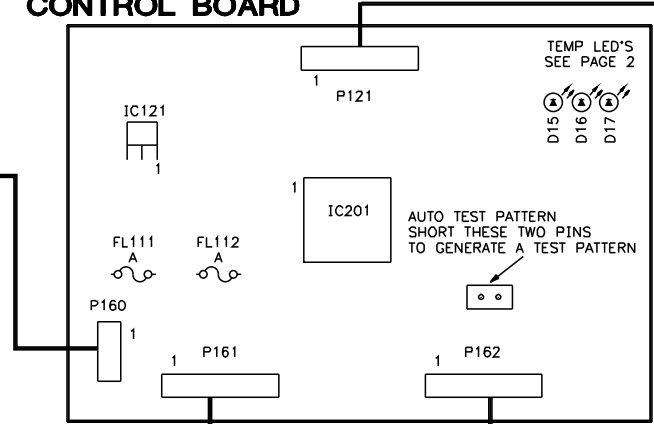 CONTROL BOARD
TEMP LED'S
SEE PAGE 2
1
P121
IC121
1
D15
D16
D17
1
IC201
AUTO TEST PATTERN
SHORT THESE TWO PINS
TO GENERATE A TEST PATTERN
FL111
A
FL112
A
P160
1
1
P161
1
P162